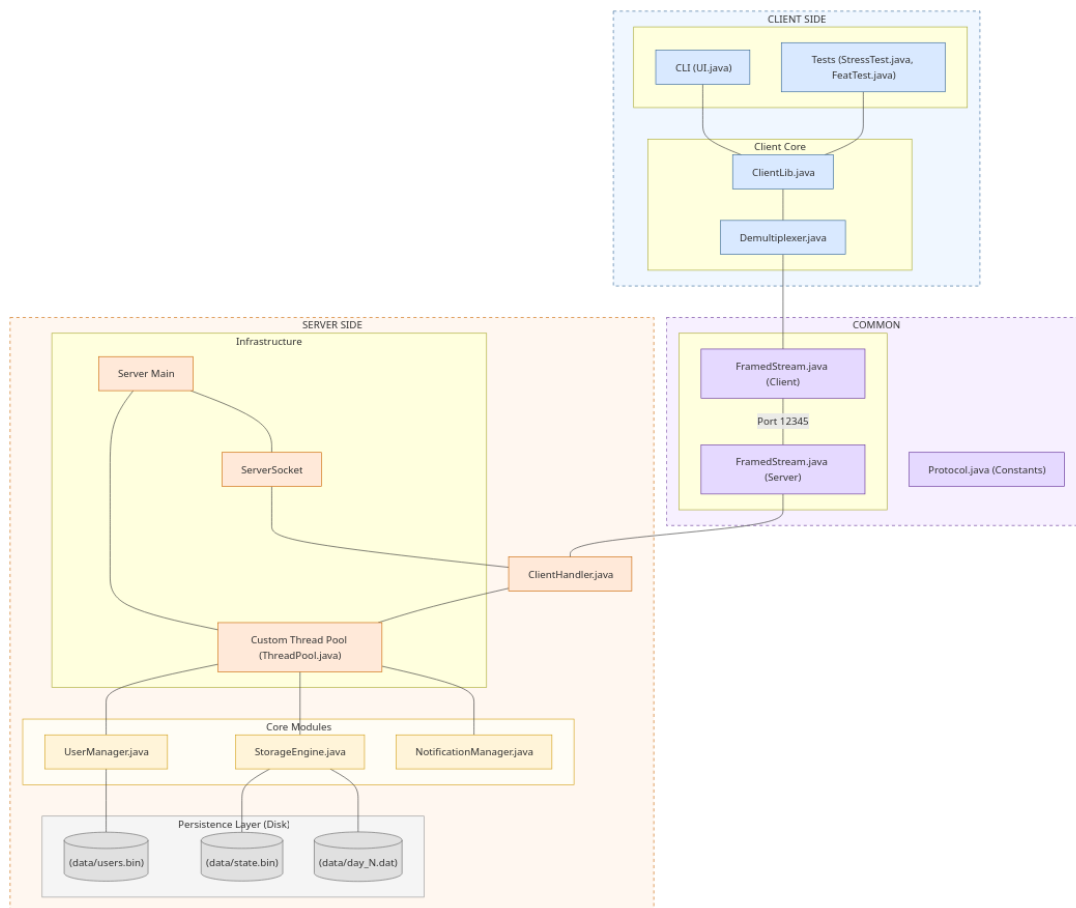 CLIENT SIDE
CLI (UI.java)
Tests (StressTest.java,
FeatTest.java)
Client Core
ClientLib.java
Demultiplexer.java
SERVER SIDE
Infrastructure
Server Main
ServerSocket
ClientHandler.java
Custom Thread Pool
(ThreadPool.java)
Core Modules
UserManager.java
StorageEngine.java
NotificationManager.java
Persistence Layer (Disk)
(data/users.bin)
(data/state.bin)
(data/day_N.dat)
COMMON
FramedStream.java
(Client)
Port 12345
FramedStream.java
(Server)
Protocol.java (Constants)